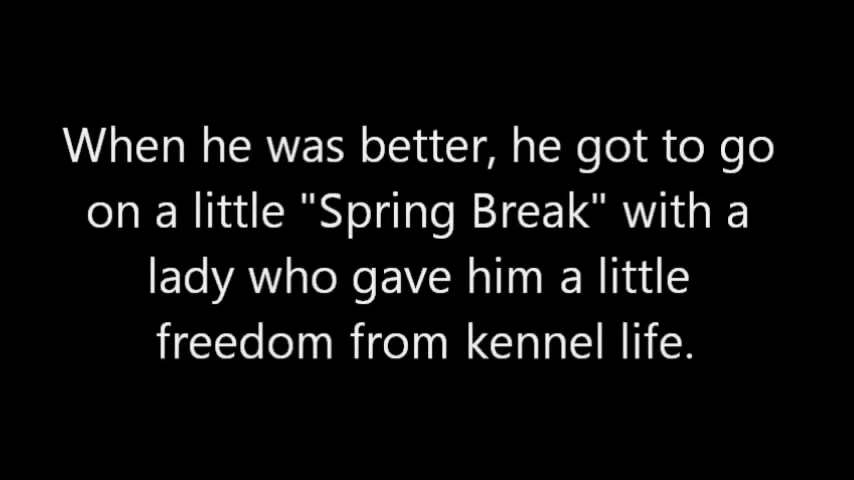 When he was better, he got to go
on a little "Spring Break" with a
lady who gave him a little
freedom from kennel life.